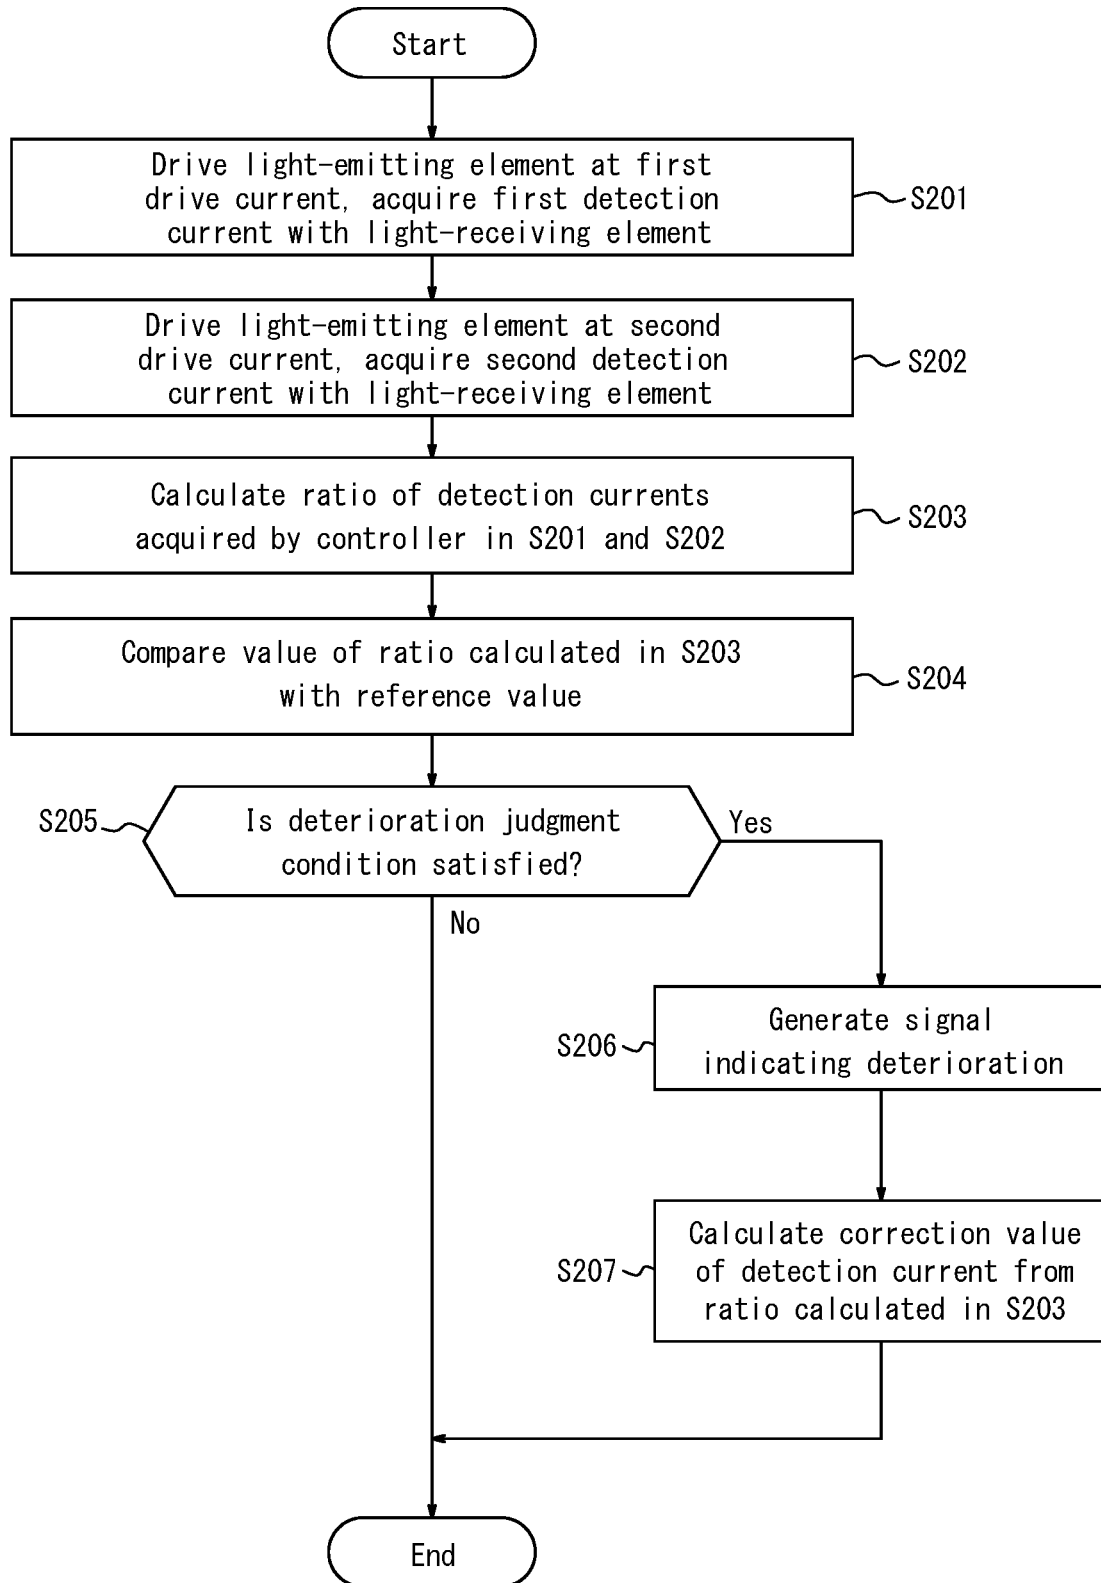 Start
Drive light-emitting element at first
drive current, acquire first detection
current with light-receiving element
S201
Drive light-emitting element at second
drive current, acquire second detection
current with light-receiving element
S202
Calculate ratio of detection currents
acquired by controller in S201 and S202
S203
Compare value of ratio calculated in S203
with reference value
S204
S205
Is deterioration judgment
condition satisfied?
Yes
No
S206
Generate signal
indicating deterioration
S207
Calculate correction value
of detection current from
ratio calculated in S203
End